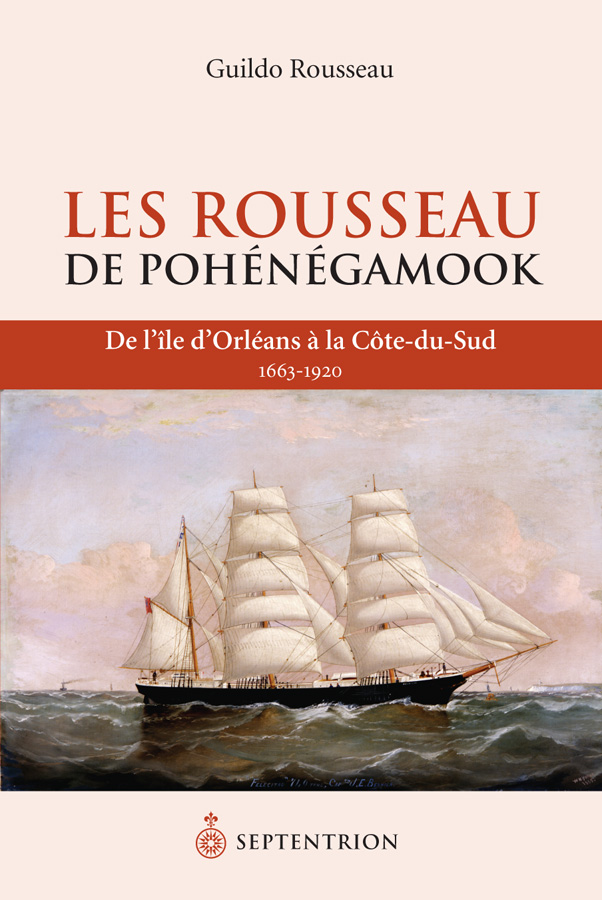 Guildo Rousseau
LES ROUSSEAU
DE POHÉNÉGAMOOK
De l'île d'Orléans à la Côte-du-Sud
1663-1920
SEPTENTRION